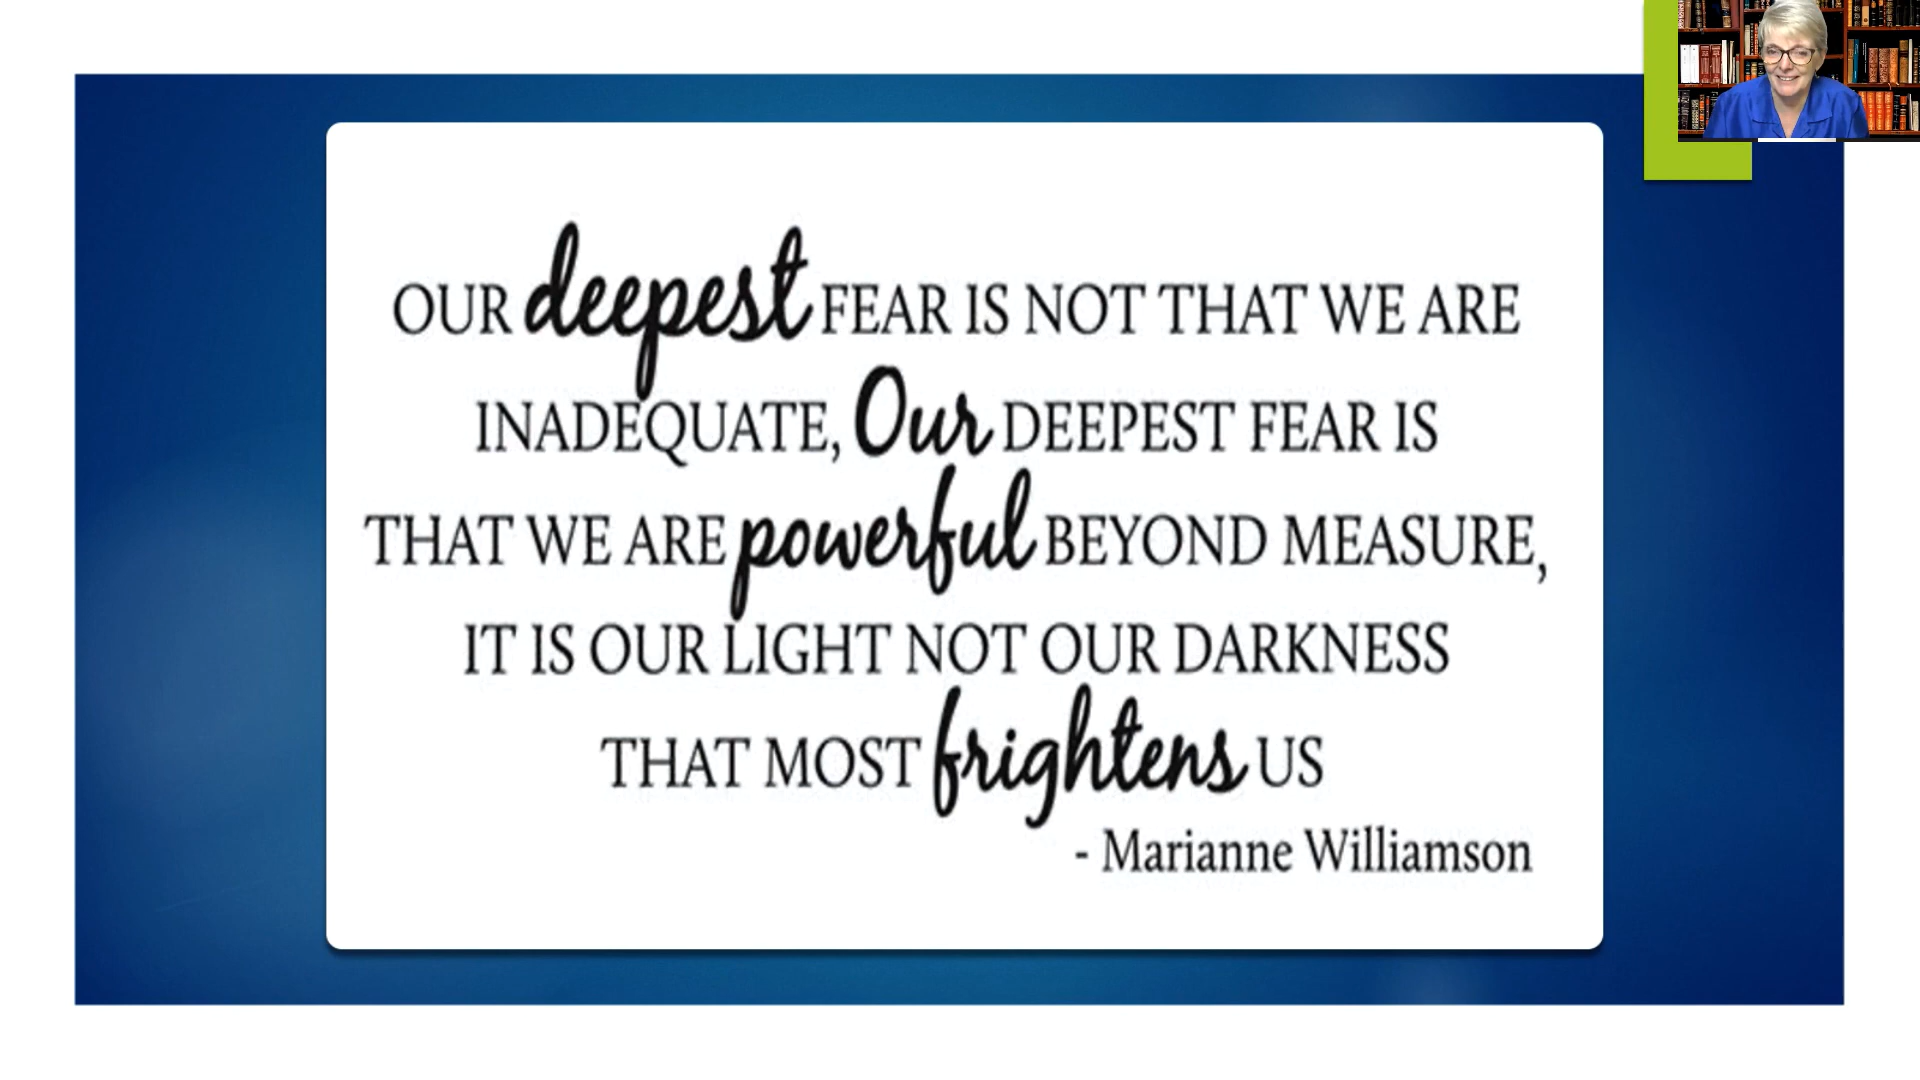 OUR deepest FEAR IS NOT THAT WE ARE
INADEQUATE, Our DEEPEST FEAR IS
THAT WE ARE powerful BEYOND MEASURE,
IT IS OUR LIGHT NOT OUR DARKNESS
THAT MOST frightens US
- Marianne Williamson